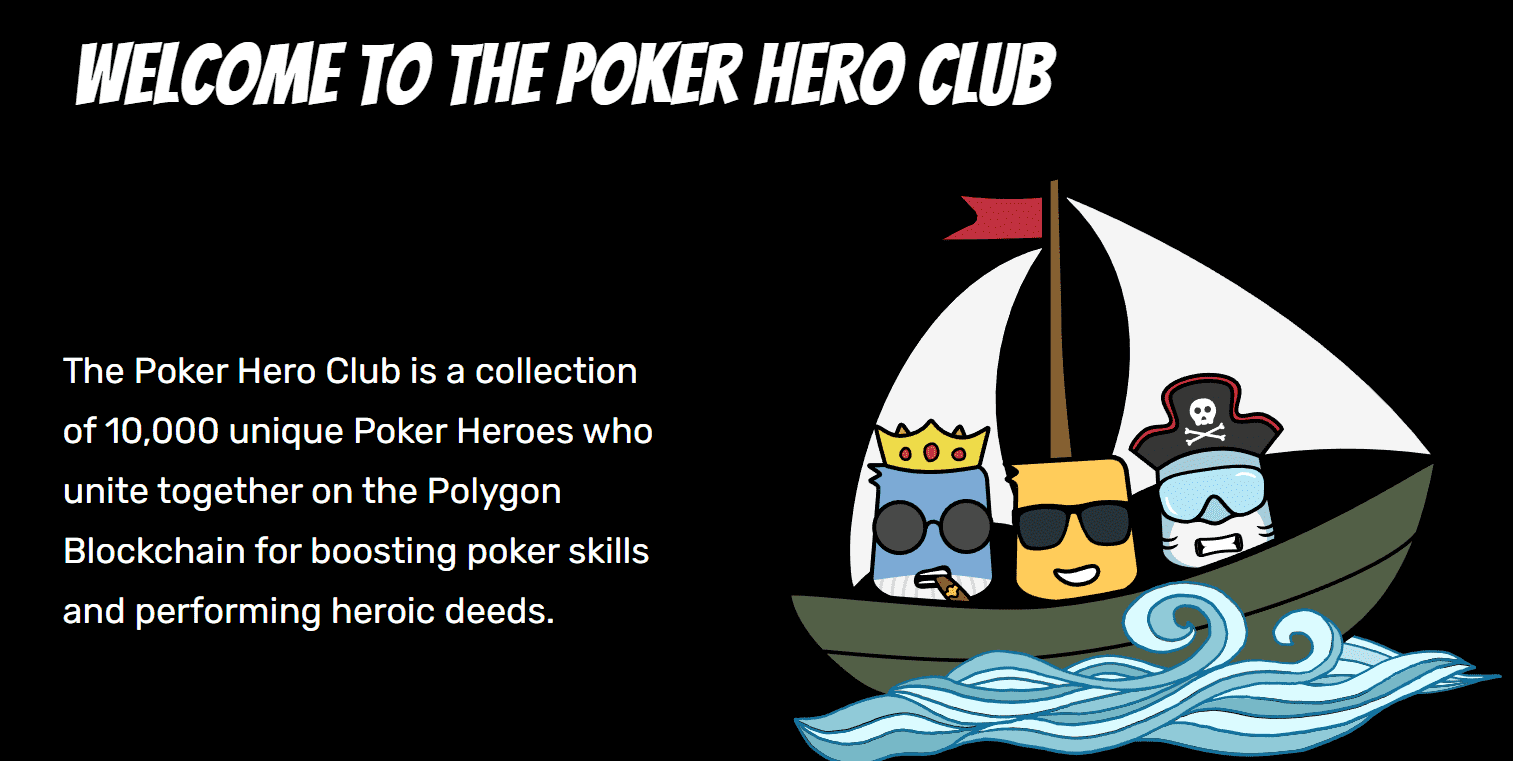 WELCOME TO THE POKER HERO CLUB
The Poker Hero Club is a collection
of 10,000 unique Poker Heroes who
unite together on the Polygon
Blockchain for boosting poker skills
and performing heroic deeds.